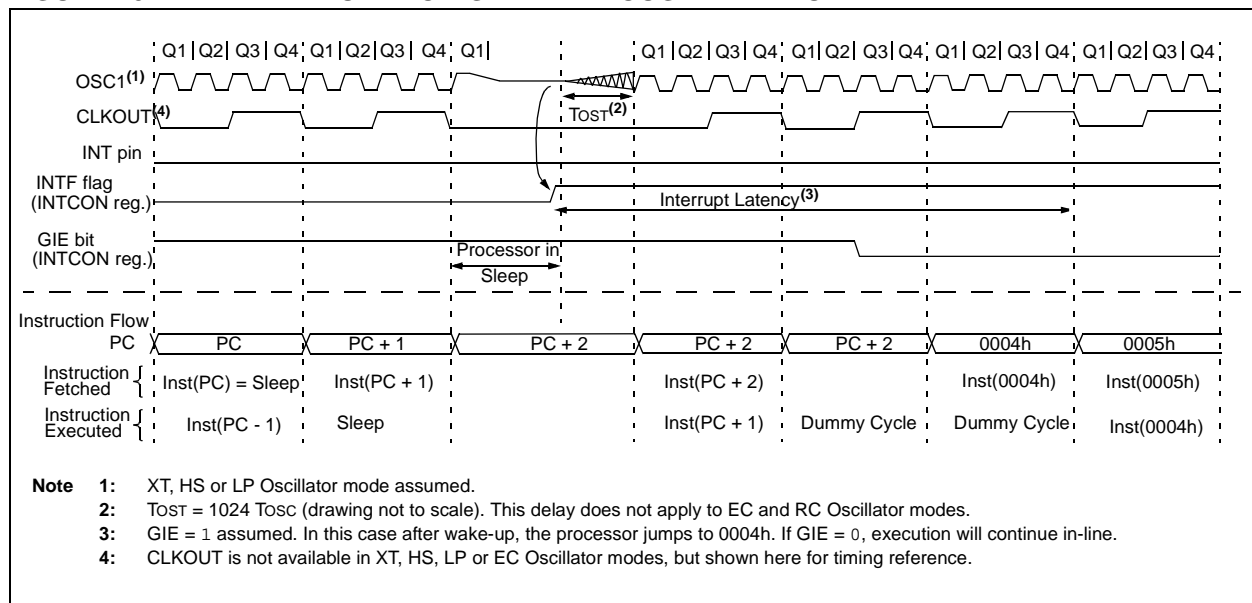 Q1 | Q2 | Q3 | Q4 | Q1 | Q2 | Q3 | Q4 | Q1 | Q1 | Q2 | Q3 | Q4 | Q1 | Q2 | Q3 | Q4 | Q1 | Q2 | Q3 | Q4 | Q1 | Q2 | Q3 | Q4
OSC1(1)
TOST(2)
CLKOUT(4)
INT pin
INTF flag
(INTCON reg.)
Interrupt Latency(3)
GIE bit
(INTCON reg.)
Processor in
Sleep
Instruction Flow
PC PC PC + 1 PC + 2 PC + 2 PC + 2 0004h 0005h
Instruction
Fetched { Inst(PC) = Sleep Inst(PC + 1) Inst(PC + 2) Inst(0004h) Inst(0005h)
Instruction
Executed { Inst(PC - 1) Sleep Inst(PC + 1) Dummy Cycle Dummy Cycle Inst(0004h)
Note 1: XT, HS or LP Oscillator mode assumed.
2: TOST = 1024 TOSC (drawing not to scale). This delay does not apply to EC and RC Oscillator modes.
3: GIE = 1 assumed. In this case after wake-up, the processor jumps to 0004h. If GIE = 0, execution will continue in-line.
4: CLKOUT is not available in XT, HS, LP or EC Oscillator modes, but shown here for timing reference.